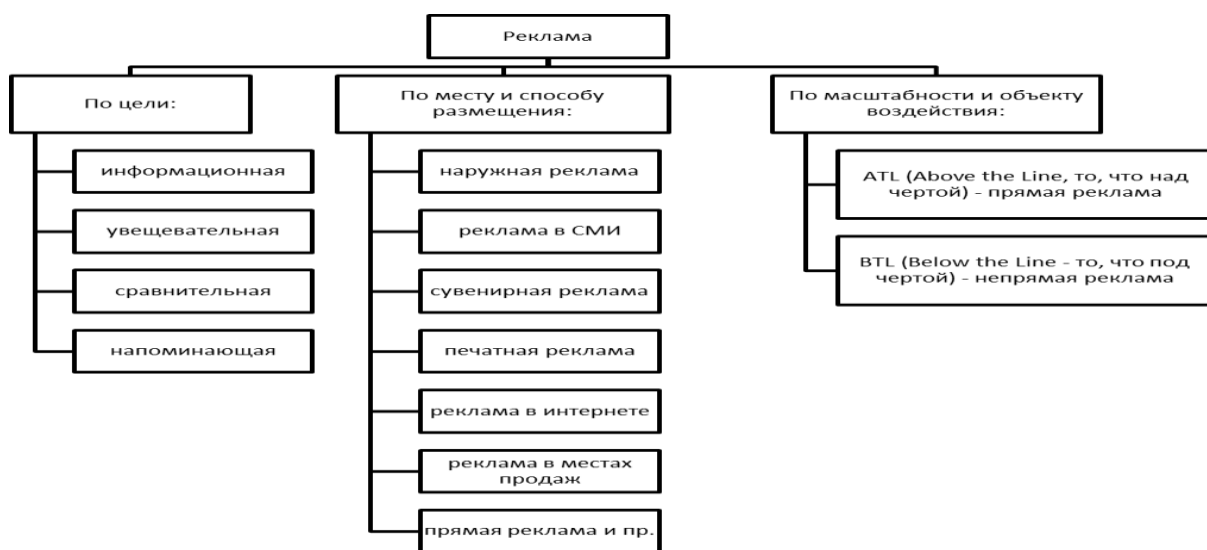 Реклама
По цели:
информационная
увещевательная
сравнительная
напоминающая
По месту и способу
размещения:
наружная реклама
реклама в СМИ
сувенирная реклама
печатная реклама
реклама в интернете
реклама в местах
продаж
прямая реклама и пр.
По масштабности и объекту
воздействия:
ATL (Above the Line, то, что над
чертой) - прямая реклама
BTL (Below the Line - то, что под
чертой) - непрямая реклама